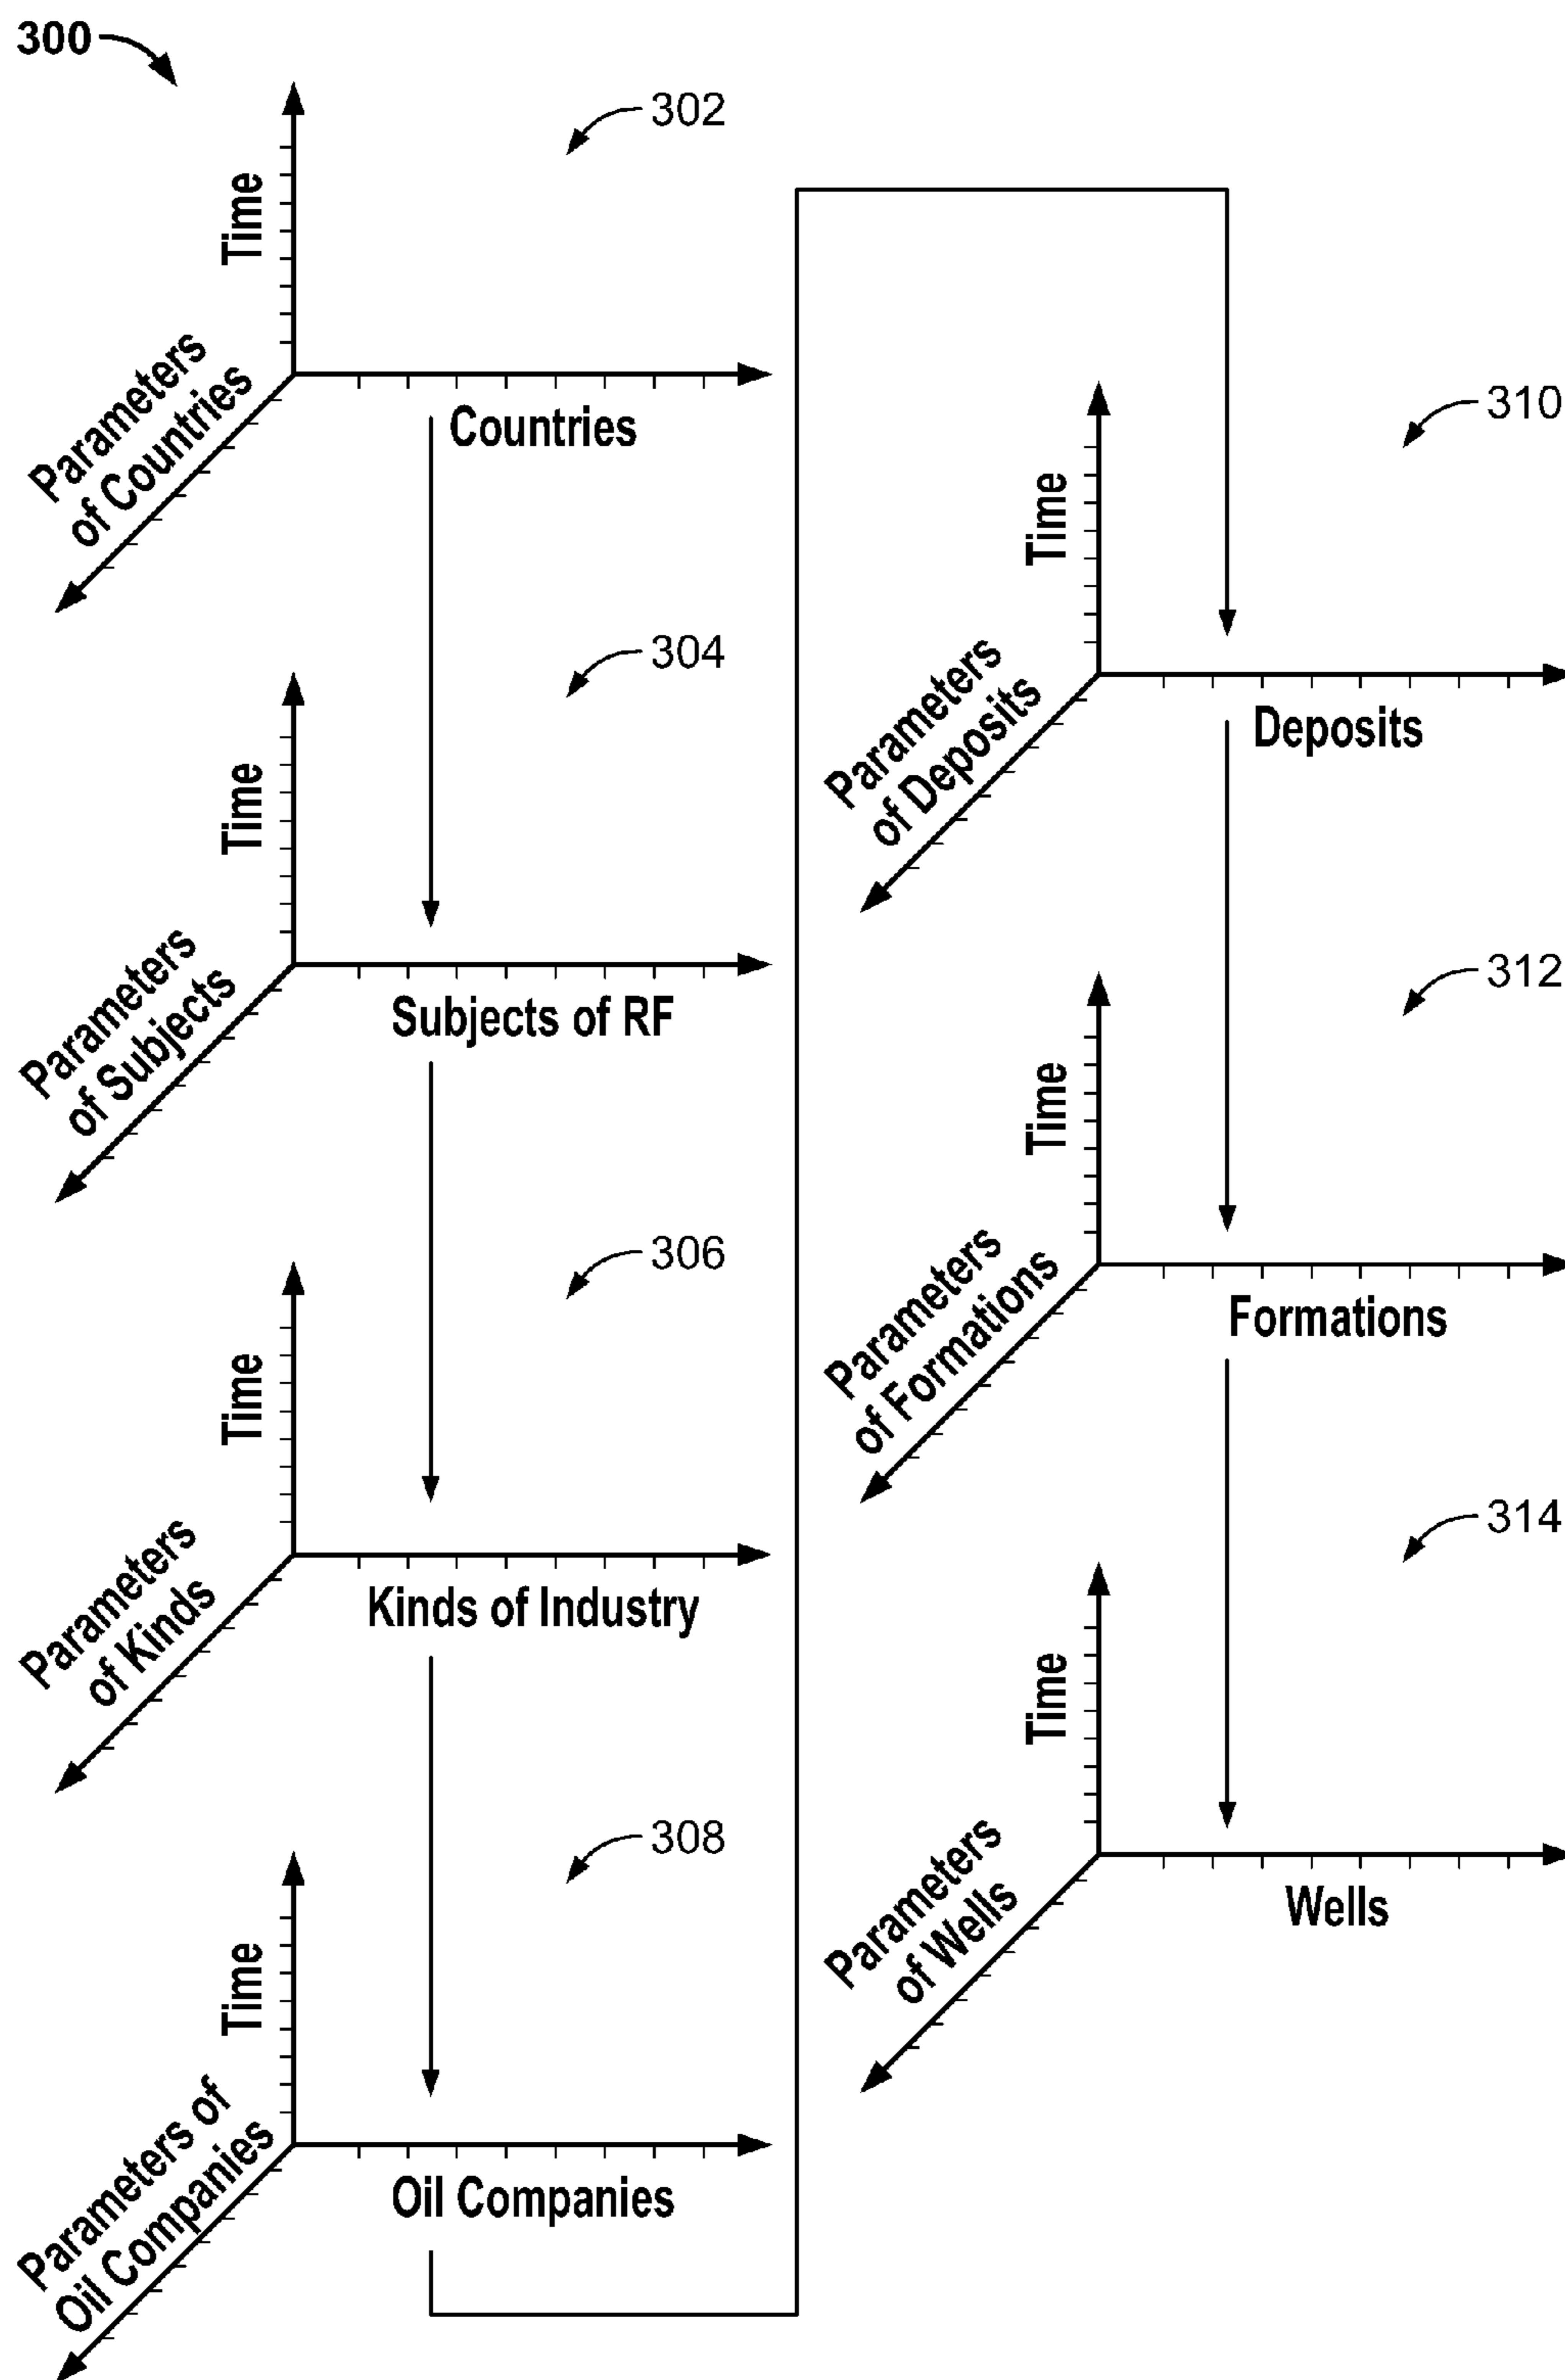 300
302
Time
Parameters
of Countries
Countries
304
Time
Parameters
of Subjects
Subjects of RF
306
Time
Parameters
of Kinds
Kinds of Industry
308
Time
Parameters of
Oil Companies
Oil Companies
310
Time
Parameters
of Deposits
Deposits
312
Time
Parameters
of Formations
Formations
314
Time
Parameters
of Wells
Wells